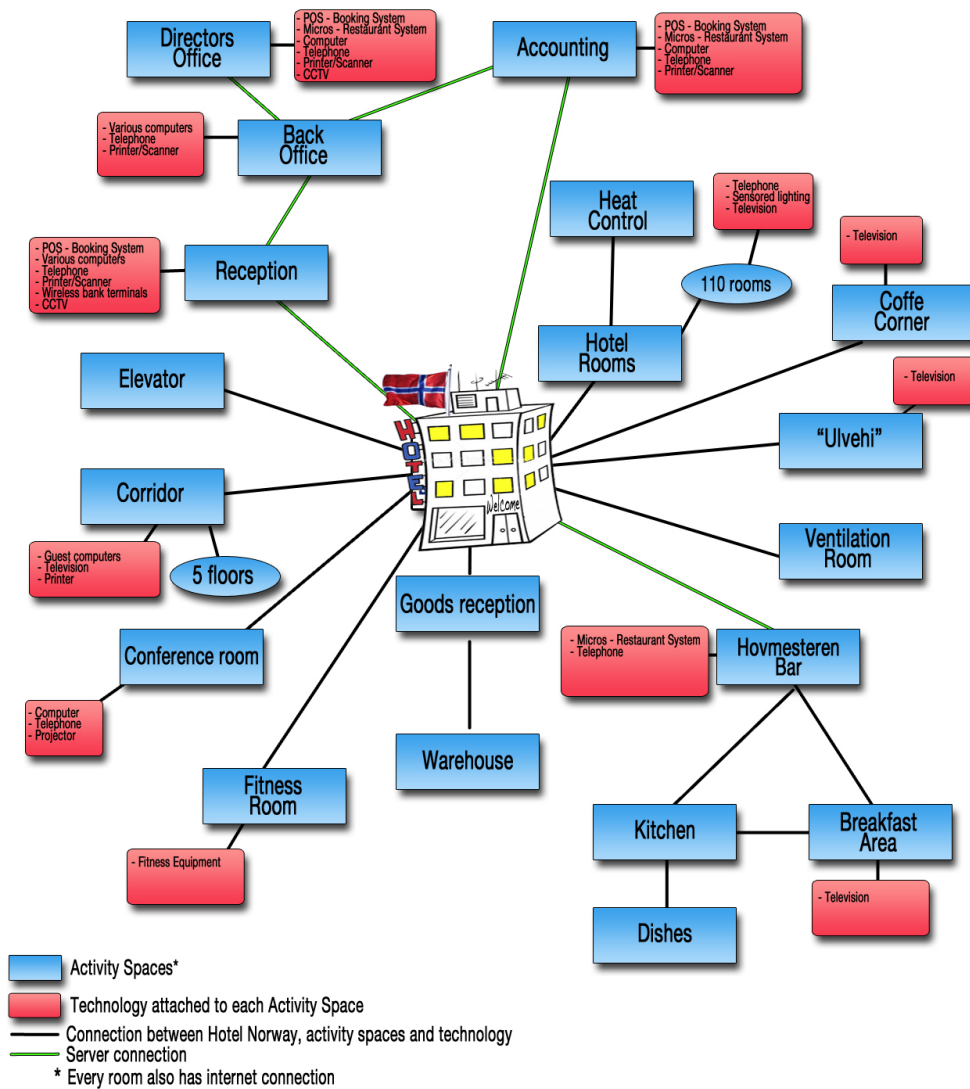 Directors
Office
- POS - Booking System
- Micros - Restaurant System
- Computer
- Telephone
- Printer/Scanner
- CCTV
Accounting
- POS - Booking System
- Micros - Restaurant System
- Computer
- Telephone
- Printer/Scanner
- Various computers
- Telephone
- Printer/Scanner
Back
Office
Heat
Control
- Telephone
- Sensored lighting
- Television
- Television
- POS - Booking System
- Various computers
- Telephone
- Printer/Scanner
- Wireless bank terminals
- CCTV
Reception
110 rooms
Coffe
Corner
Hotel
Rooms
Elevator
- Television
HOTEL
"Ulvehi"
Corridor
Welcome
- Guest computers
- Television
- Printer
5 floors
Ventilation
Room
Goods reception
Conference room
- Micros - Restaurant System
- Telephone
Hovmesteren
Bar
- Computer
- Telephone
- Projector
Warehouse
Fitness
Room
Kitchen
Breakfast
Area
- Fitness Equipment
- Television
Dishes
Activity Spaces*
Technology attached to each Activity Space
Connection between Hotel Norway, activity spaces and technology
Server connection
* Every room also has internet connection